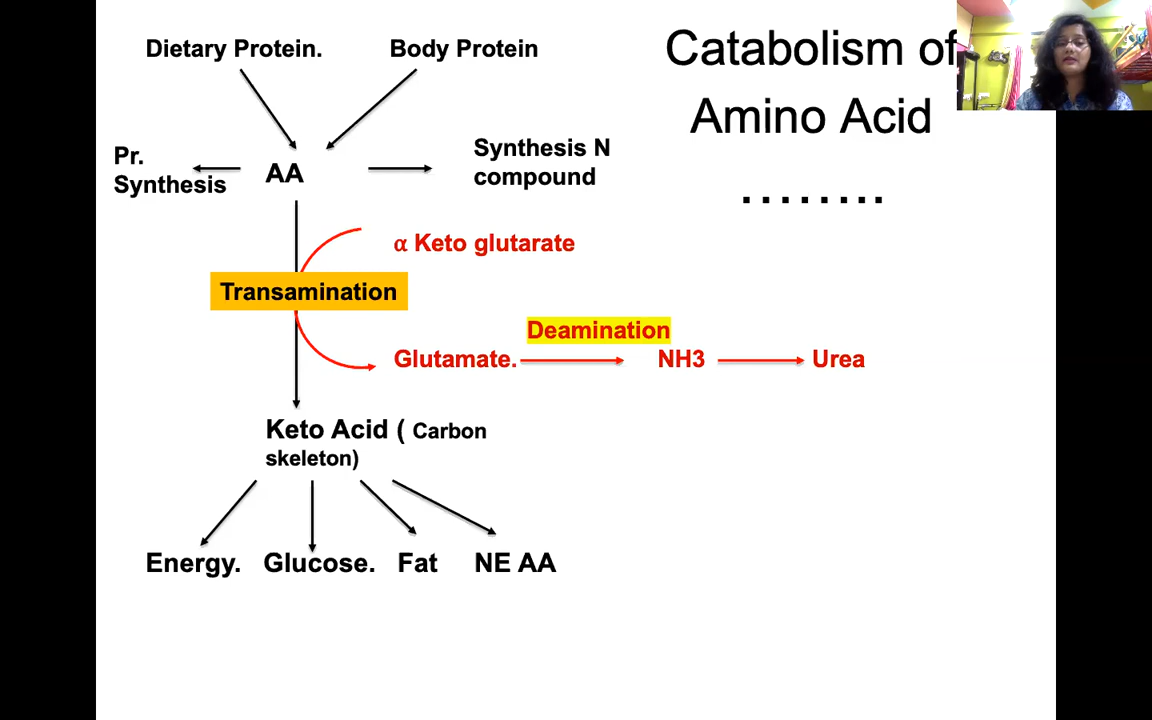 Dietary Protein.
Body Protein
Catabolism of
Amino Acid
........
Pr.
Synthesis
AA
Synthesis N
compound
α Keto glutarate
Transamination
Deamination
Glutamate.
NH3
Urea
Keto Acid ( Carbon
skeleton)
Energy.
Glucose.
Fat
NE AA